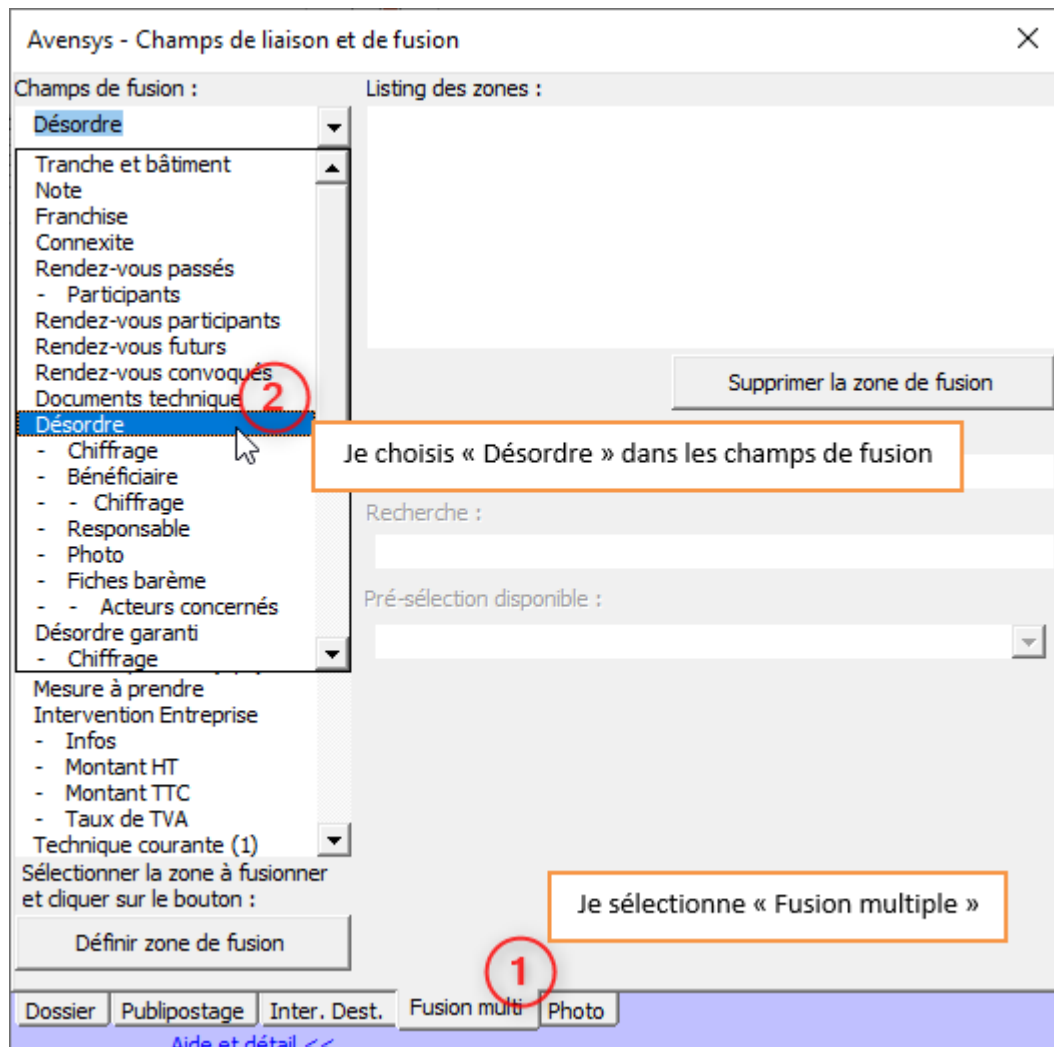 Avensys - Champs de liaison et de fusion
Champs de fusion :
Listing des zones :
Désordre
Tranche et bâtiment
Note
Franchise
Connexite
Rendez-vous passés
- Participants
Rendez-vous participants
Rendez-vous futurs
Rendez-vous convoqués
Documents technique
2
Supprimer la zone de fusion
Désordre
- Chiffrage
- Bénéficiaire
- - Chiffrage
- Responsable
- Photo
- Fiches barème
- - Acteurs concernés
Désordre garanti
- Chiffrage
Je choisis « Désordre » dans les champs de fusion
Recherche :
Pré-sélection disponible :
Mesure à prendre
Intervention Entreprise
- Infos
- Montant HT
- Montant TTC
- Taux de TVA
Technique courante (1)
Sélectionner la zone à fusionner
et cliquer sur le bouton :
Définir zone de fusion
Je sélectionne « Fusion multiple »
1
Dossier
Publipostage
Inter. Dest.
Fusion multi
Photo
Aide et détail <<